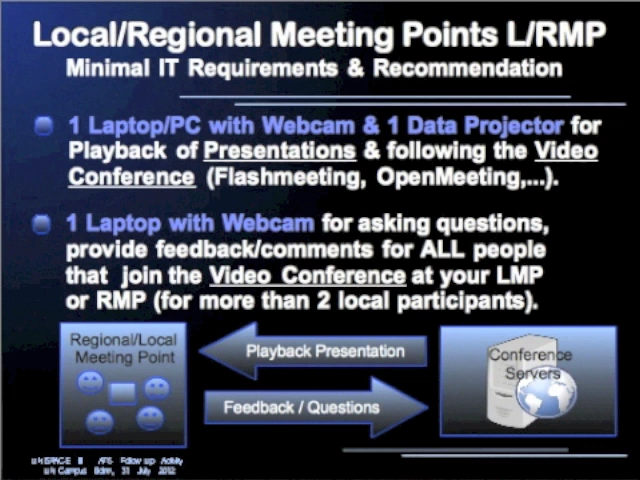 Local/Regional Meeting Points L/RMP
Minimal IT Requirements & Recommendation
1 Laptop/PC with Webcam & 1 Data Projector for
Playback of Presentations & following the Video
Conference (Flashmeeting, OpenMeeting,...).
1 Laptop with Webcam for asking questions,
provide feedback/comments for ALL people
that join the Video Conference at your LMP
or RMP (for more than 2 local participants).
Regional/Local
Meeting Point
Playback Presentation
Conference
Servers
Feedback / Questions
Follow up Activity
Campus Bonn, 31 July 2012